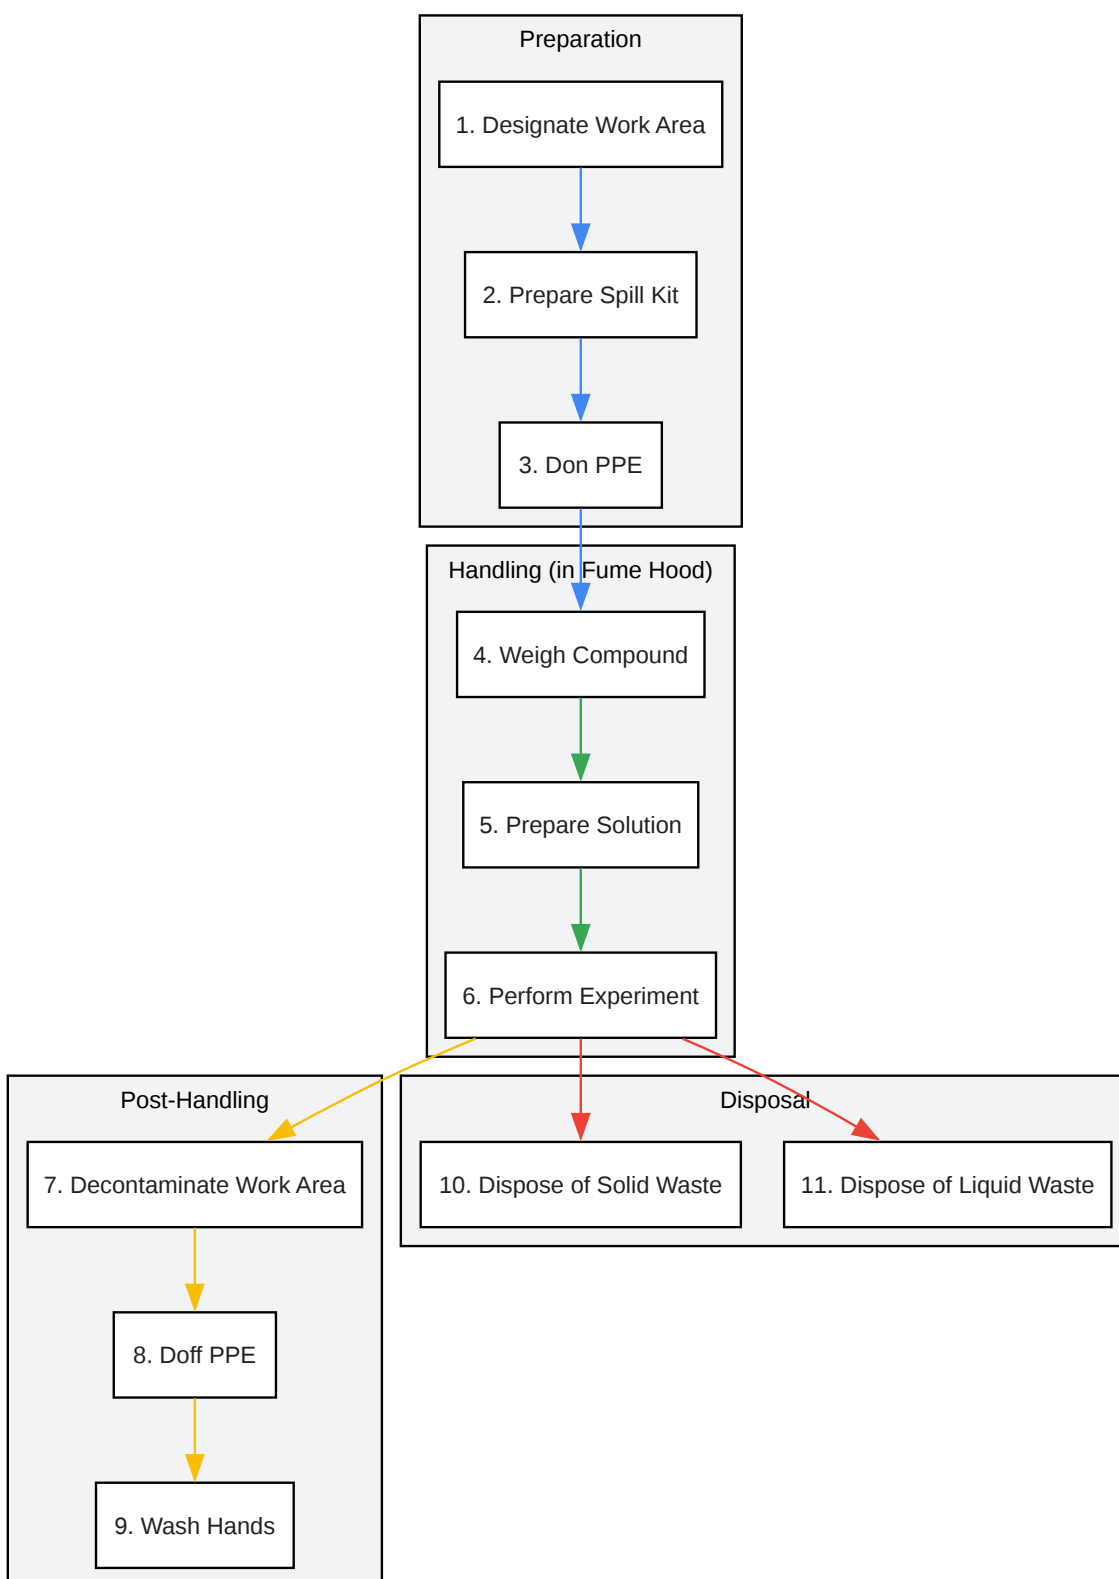 Preparation
1. Designate Work Area
2. Prepare Spill Kit
3. Don PPE
Handling (in Fume Hood)
4. Weigh Compound
5. Prepare Solution
6. Perform Experiment
Post-Handling
7. Decontaminate Work Area
8. Doff PPE
9. Wash Hands
Disposal
10. Dispose of Solid Waste
11. Dispose of Liquid Waste